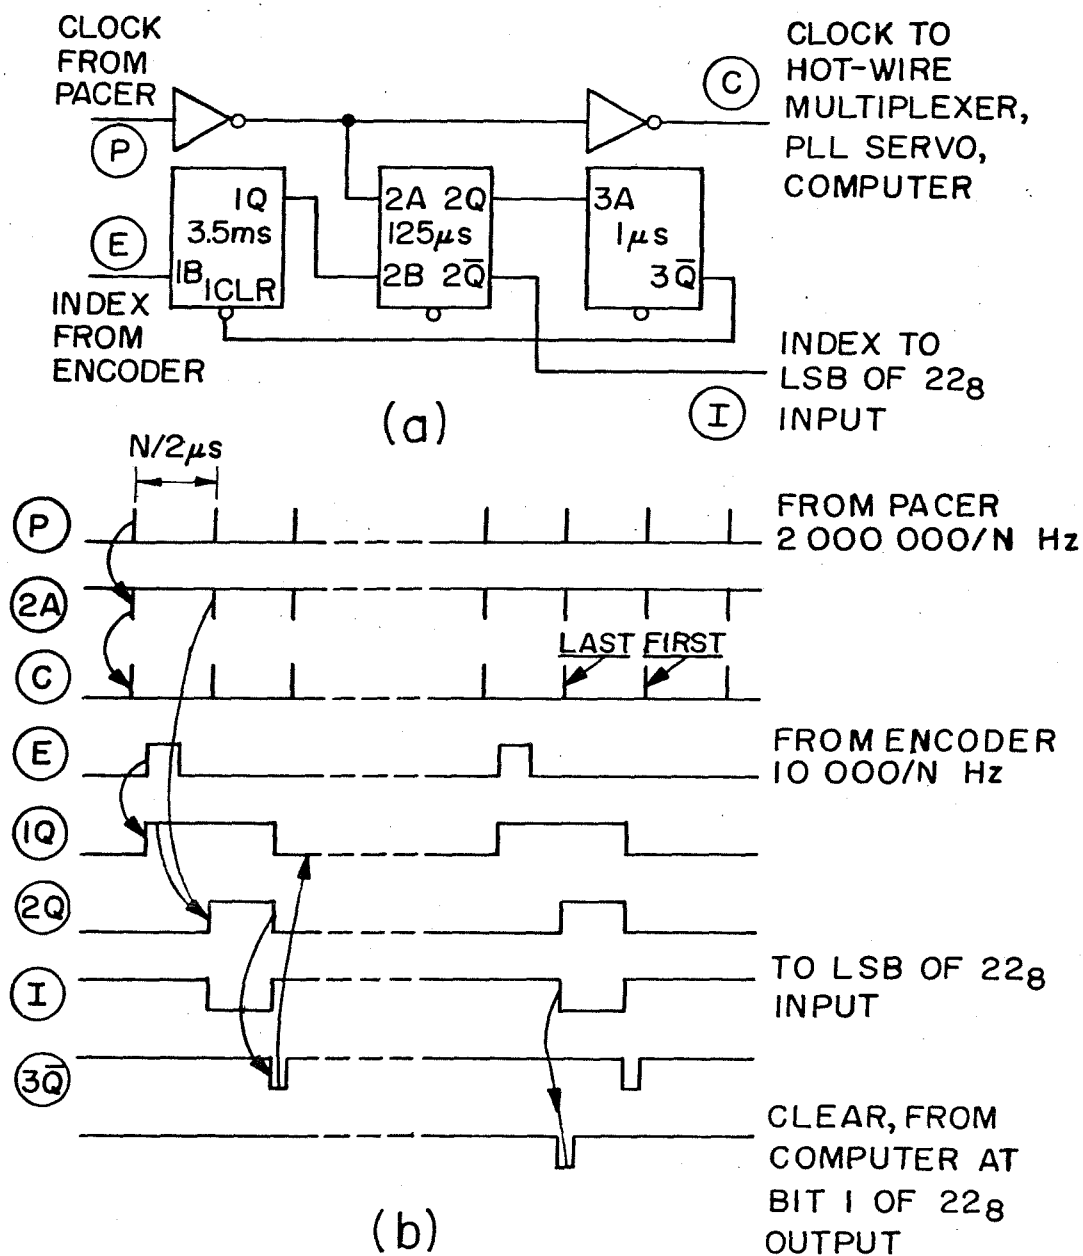 CLOCK
FROM
PACER
P
E
INDEX
FROM
ENCODER
1Q
3.5ms
1B
1CLR
2A 2Q
125μs
2B 2Q̅
3A
1μs
3Q̅
C
CLOCK TO
HOT-WIRE
MULTIPLEXER,
PLL SERVO,
COMPUTER
INDEX TO
LSB OF 22₈
INPUT
I
(a)
N/2μs
P
FROM PACER
2 000 000/N Hz
2A
LAST FIRST
C
E
FROM ENCODER
10 000/N Hz
1Q
2Q
I
TO LSB OF 22₈
INPUT
3Q̅
CLEAR, FROM
COMPUTER AT
BIT 1 OF 22₈
OUTPUT
(b)